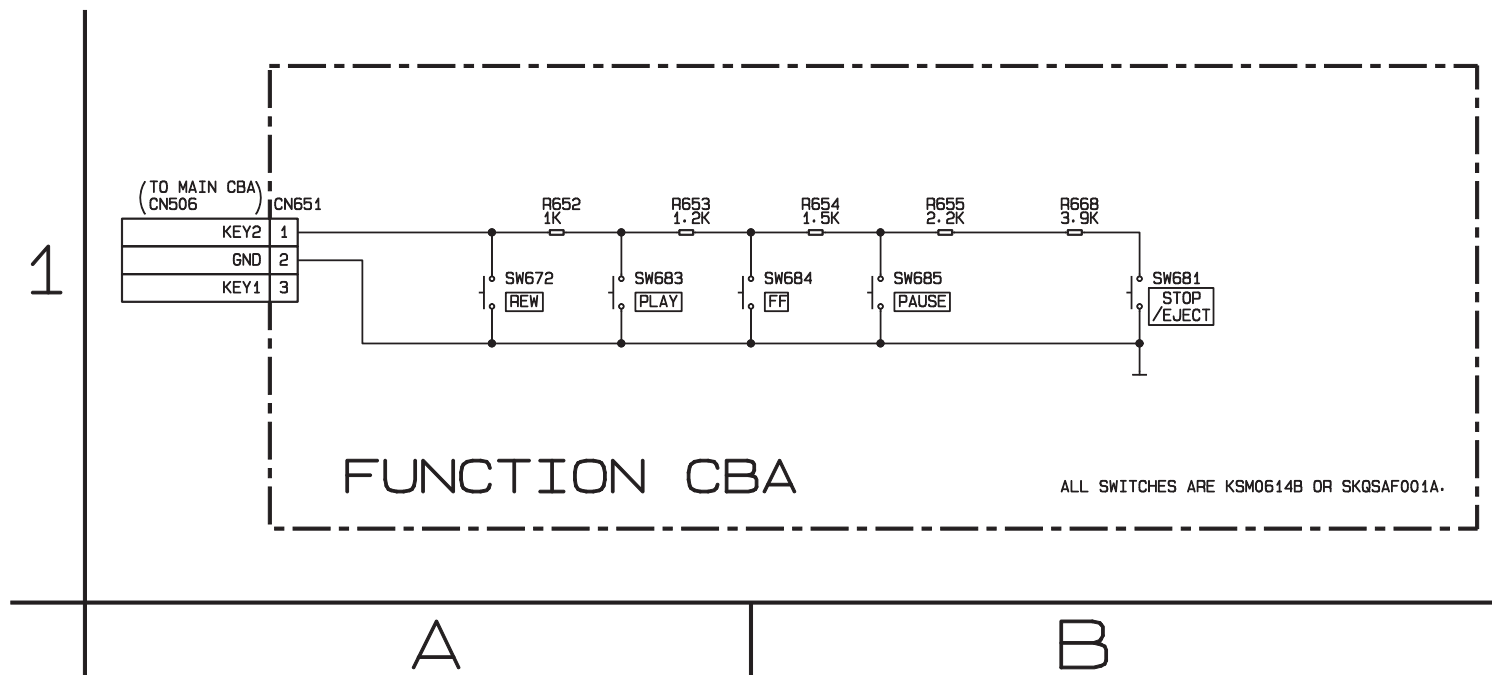 (TO MAIN CBA)
(CN506)
CN651
KEY2 1
GND 2
KEY1 3
R652
1K
R653
1.2K
R654
1.5K
R655
2.2K
R668
3.9K
SW672
REW
SW683
PLAY
SW684
FF
SW685
PAUSE
SW681
STOP
/EJECT
1
FUNCTION CBA
ALL SWITCHES ARE KSM0614B OR SKQSAF001A.
A
B